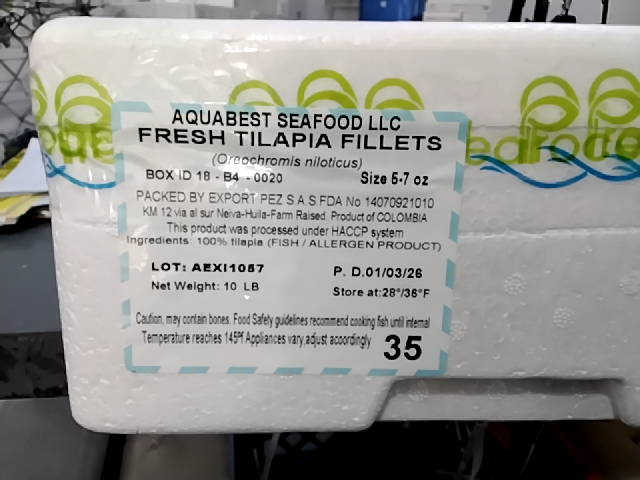 AQUABEST SEAFOOD LLC
FRESH TILAPIA FILLETS
(Oreochromis niloticus)
BOX ID 18 - B4 - 0020 Size 5-7 oz
PACKED BY EXPORT PEZ S.A.S.FDA No 14070921010
KM 12 via al sur Neiva-Huila-Farm Raised. Product of COLOMBIA
This product was processed under HACCP system
Ingredients: 100% tilapia (FISH / ALLERGEN PRODUCT)
LOT: AEXI1057 P. D.01/03/26
Net Weight: 10 LB Store at:28°/36°F
Caution, may contain bones. Food Safety guidelines recommend cooking fish until internal
Temperature reaches 145°f Appliances vary,adjust accordingly
35